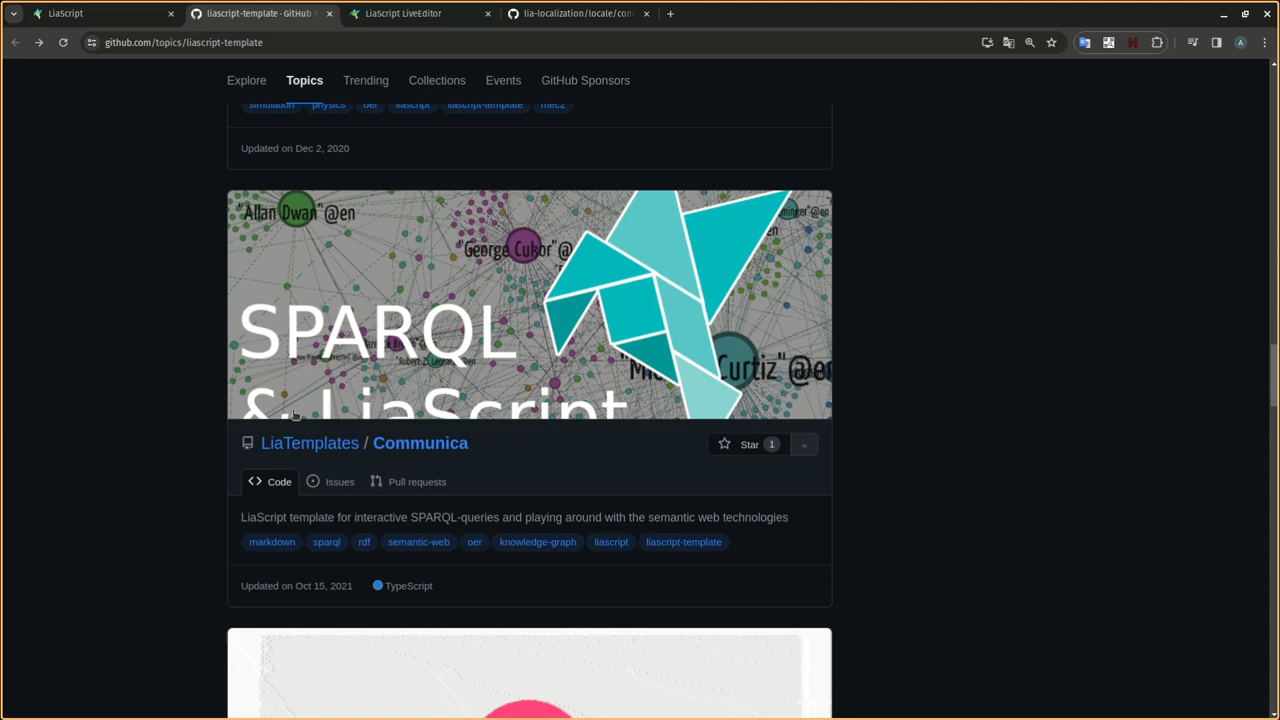 LiaScript
liascript-template · GitHub T
LiaScript LiveEditor
lia-localization/locale/com
github.com/topics/liascript-template
A
Explore
Topics
Trending
Collections
Events
GitHub Sponsors
simulation
physics
oer
liascript
liascript-template
mec2
Updated on Dec 2, 2020
"Allan Dwan"@en
"George Cukor"@
en
SPARQL
Curtiz"@en
& LiaScript
LiaTemplates / Communica
Star 1
Code
Issues
Pull requests
LiaScript template for interactive SPARQL-queries and playing around with the semantic web technologies
markdown
sparql
rdf
semantic-web
oer
knowledge-graph
liascript
liascript-template
Updated on Oct 15, 2021
TypeScript